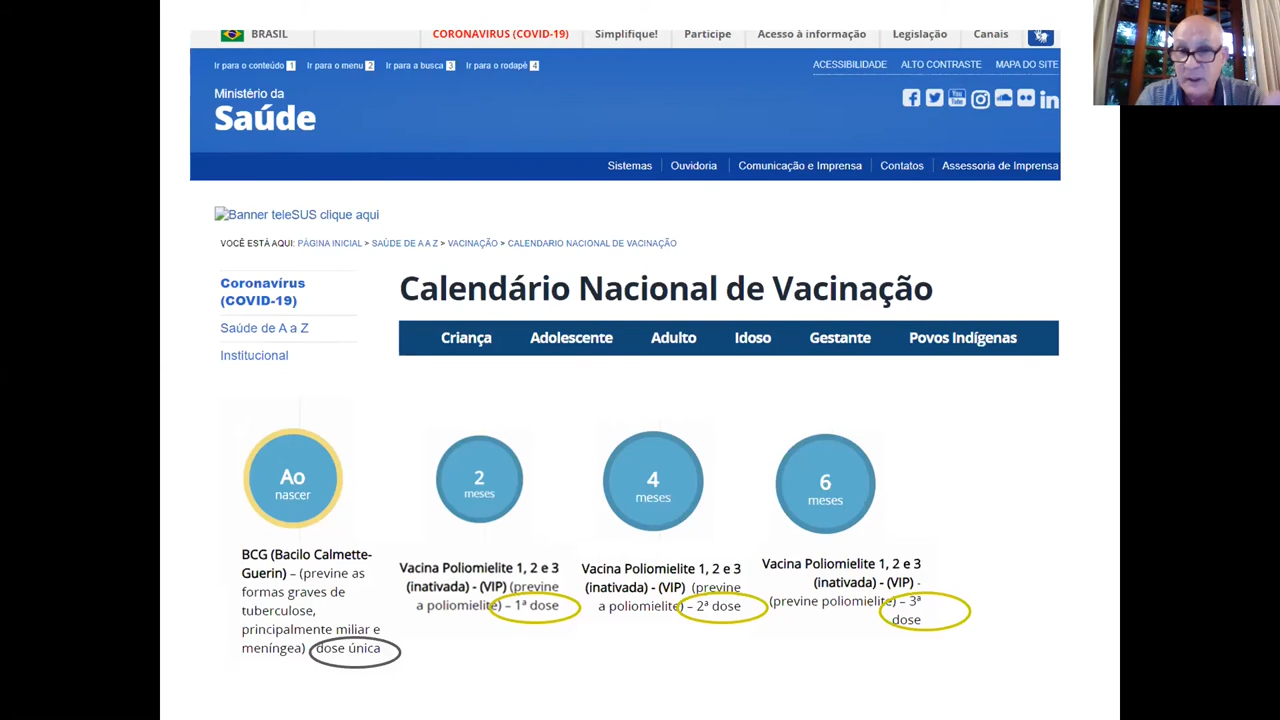 BRASIL CORONAVIRUS (COVID-19) Simplifique! Participe Acesso à informação Legislação Canais
Ir para o conteúdo 1 Ir para o menu 2 Ir para a busca 3 Ir para o rodapé 4 ACESSIBILIDADE ALTO CONTRASTE MAPA DO SITE
Ministério da
Saúde
You Tube
in
Sistemas Ouvidoria Comunicação e Imprensa Contatos Assessoria de Imprensa
Banner teleSUS clique aqui
VOCÊ ESTÁ AQUI: PÁGINA INICIAL > SAÚDE DE A A Z > VACINAÇÃO > CALENDARIO NACIONAL DE VACINAÇÃO
Coronavírus
(COVID-19)
Saúde de A a Z
Institucional
Calendário Nacional de Vacinação
Criança Adolescente Adulto Idoso Gestante Povos Indígenas
Ao
nascer
BCG (Bacilo Calmette-
Guerin) – (previne as
formas graves de
tuberculose,
principalmente miliar e
meníngea) dose única
2
meses
Vacina Poliomielite 1, 2 e 3
(inativada) - (VIP) (previne
a poliomielite) – 1ª dose
4
meses
Vacina Poliomielite 1, 2 e 3
(inativada) - (VIP) (previne
a poliomielite) – 2ª dose
6
meses
Vacina Poliomielite 1, 2 e 3
(inativada) - (VIP) -
(previne poliomielite) – 3ª
dose